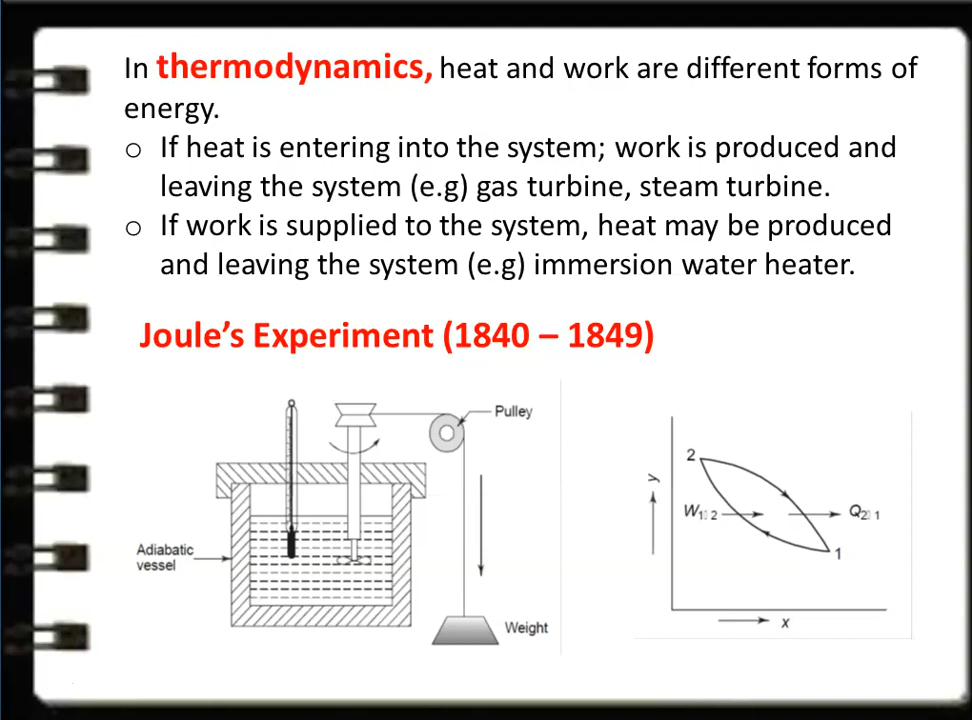 In thermodynamics, heat and work are different forms of
energy.
o If heat is entering into the system; work is produced and
leaving the system (e.g) gas turbine, steam turbine.
o If work is supplied to the system, heat may be produced
and leaving the system (e.g) immersion water heater.
Joule’s Experiment (1840 – 1849)
Pulley
Adiabatic
vessel
Weight
2
y
W1 2
Q2 1
1
x